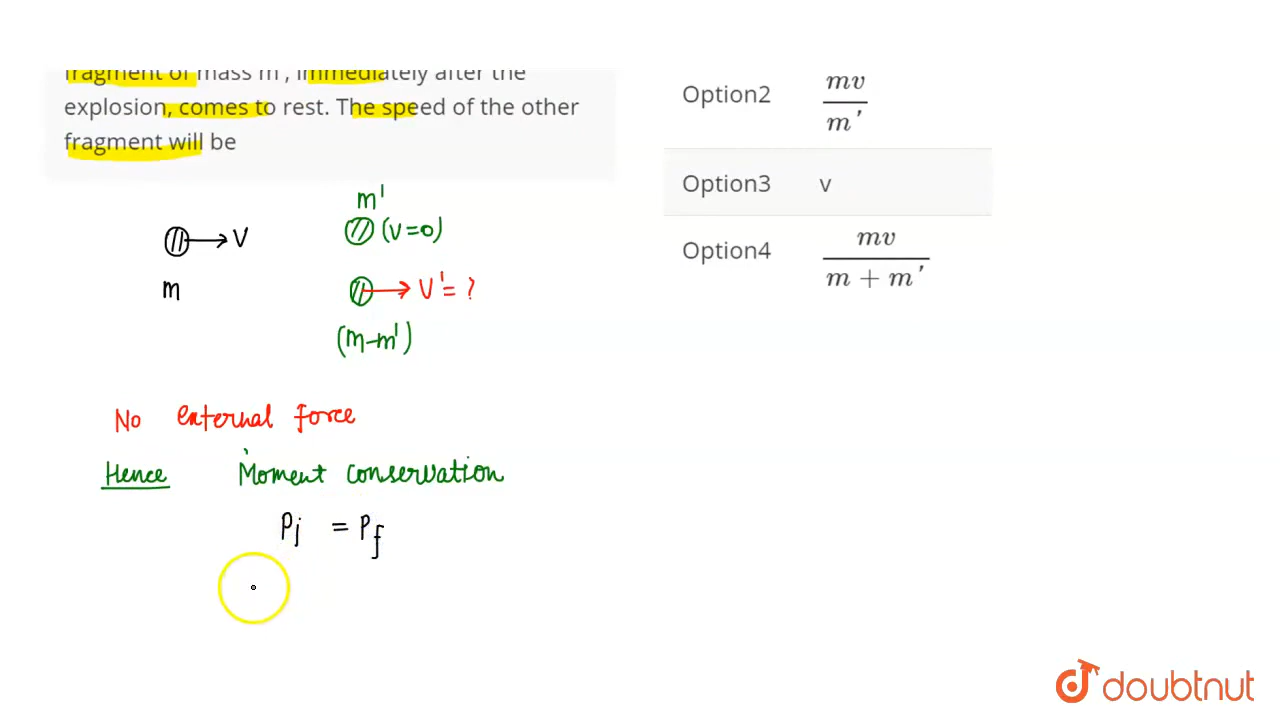 fragment of mass m', immediately after the
explosion, comes to rest. The speed of the other
fragment will be
Option2 mv/m'
Option3 v
Option4 mv/m + m'
m'
V
(V=0)
m
V'= ?
(m-m')
No external force
Hence Moment conservation
Pi = Pf
doubtnut